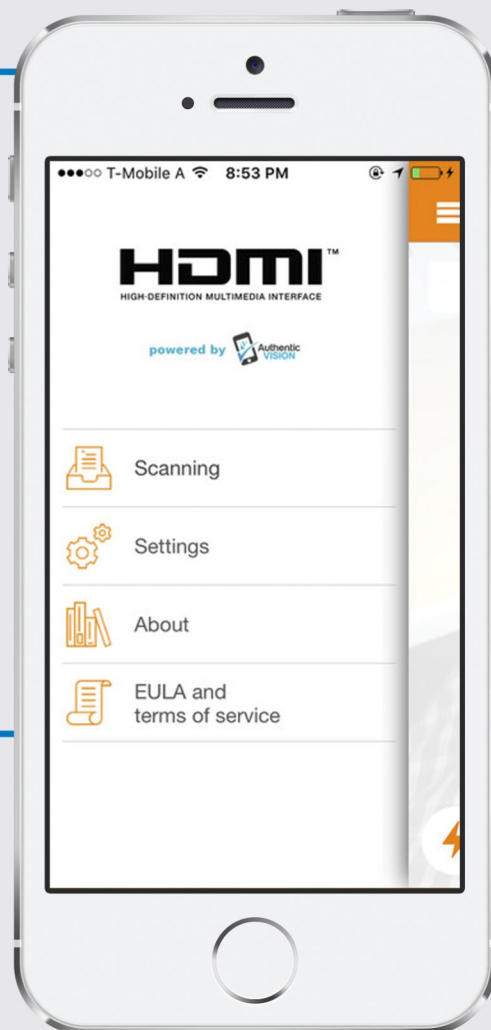 T-Mobile A 8:53 PM
HDMI™
HIGH-DEFINITION MULTIMEDIA INTERFACE
powered by Authentic
VISION
Scanning
Settings
About
EULA and
terms of service